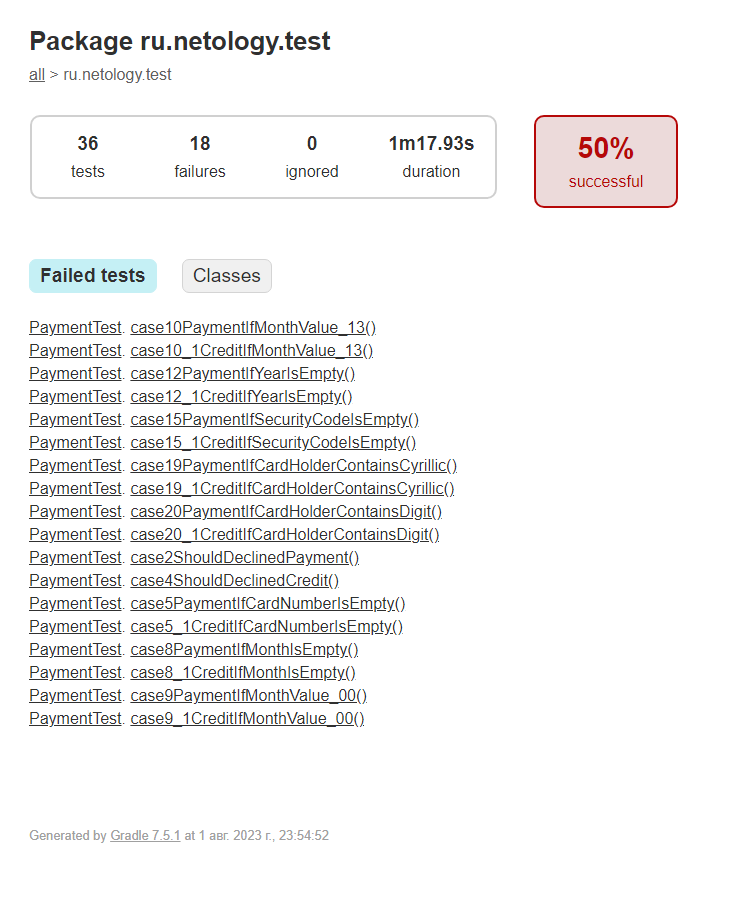 Package ru.netology.test
all > ru.netology.test
36 18 0 1m17.93s
tests failures ignored duration
50%
successful
Failed tests Classes
PaymentTest. case10PaymentIfMonthValue_13()
PaymentTest. case10_1CreditIfMonthValue_13()
PaymentTest. case12PaymentIfYearIsEmpty()
PaymentTest. case12_1CreditIfYearIsEmpty()
PaymentTest. case15PaymentIfSecurityCodeIsEmpty()
PaymentTest. case15_1CreditIfSecurityCodeIsEmpty()
PaymentTest. case19PaymentIfCardHolderContainsCyrillic()
PaymentTest. case19_1CreditIfCardHolderContainsCyrillic()
PaymentTest. case20PaymentIfCardHolderContainsDigit()
PaymentTest. case20_1CreditIfCardHolderContainsDigit()
PaymentTest. case2ShouldDeclinedPayment()
PaymentTest. case4ShouldDeclinedCredit()
PaymentTest. case5PaymentIfCardNumberIsEmpty()
PaymentTest. case5_1CreditIfCardNumberIsEmpty()
PaymentTest. case8PaymentIfMonthIsEmpty()
PaymentTest. case8_1CreditIfMonthIsEmpty()
PaymentTest. case9PaymentIfMonthValue_00()
PaymentTest. case9_1CreditIfMonthValue_00()
Generated by Gradle 7.5.1 at 1 авг. 2023 г., 23:54:52